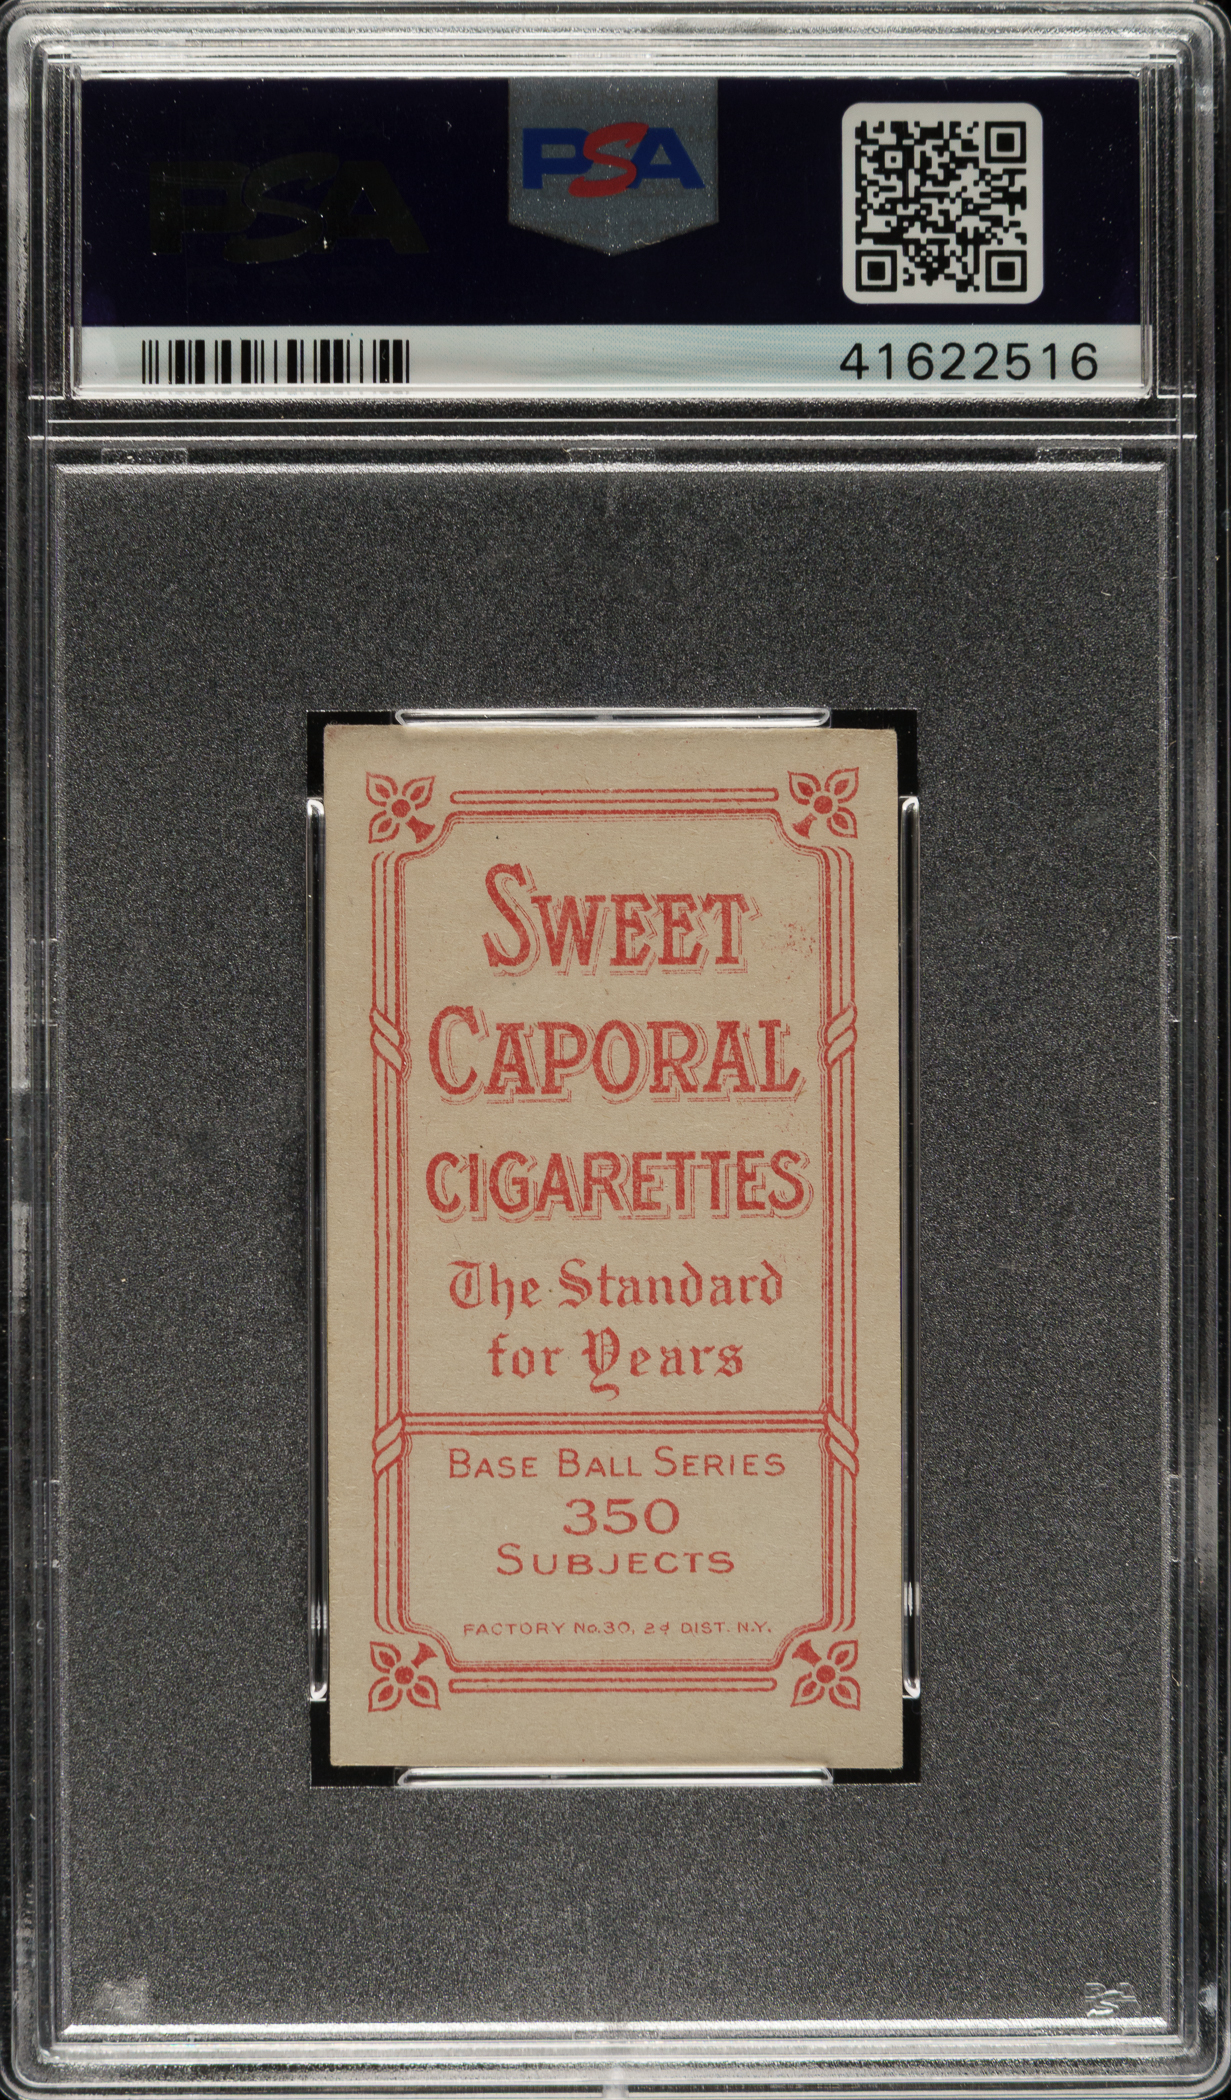 PSA
PSA
41622516
SWEET
CAPORAL
CIGARETTES
The Standard
for Years
BASE BALL SERIES
350
SUBJECTS
FACTORY No. 30, 2d DIST. N.Y.
PSA